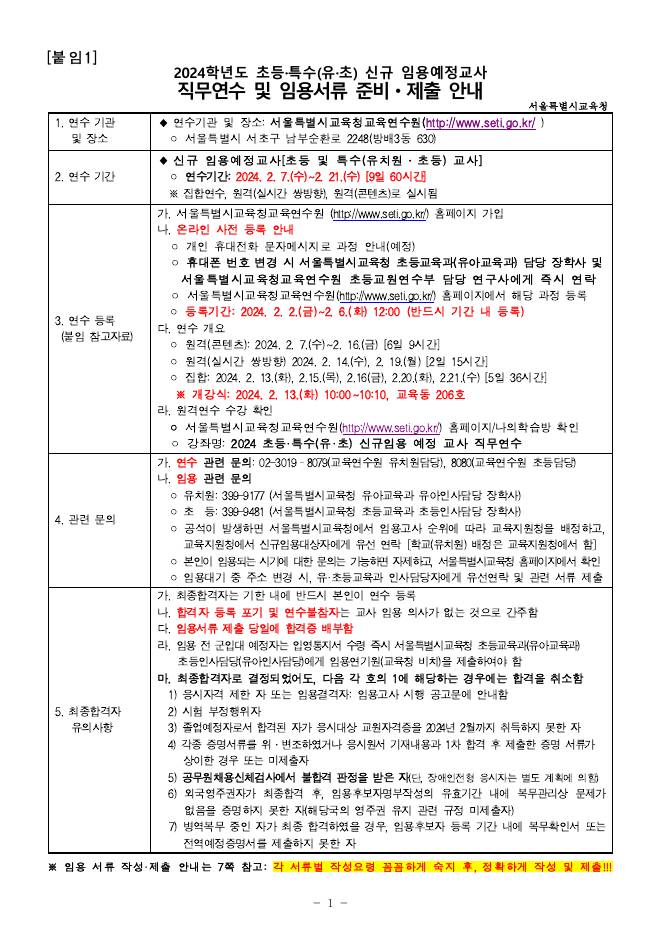 [붙 임1]
2024학년도 초등·특수(유·초) 신규 임용예정교사
직무연수 및 임용서류 준비·제출 안내
서울특별시교육청
1. 연수 기관
및 장소
◆ 연수기관 및 장소: 서울특별시교육청교육연수원(http://www.seti.go.kr/ )
○ 서울특별시 서초구 남부순환로 2248(방배3동 630)
2. 연수 기간
◆ 신규 임용예정교사[초등 및 특수(유치원·초등) 교사]
○ 연수기간: 2024. 2. 7.(수)~2. 21.(수) [9일 60시간]
※ 집합연수, 원격(실시간 쌍방향), 원격(콘텐츠)로 실시됨
3. 연수 등록
(붙임 참고자료)
가. 서울특별시교육청교육연수원 (http://www.seti.go.kr/) 홈페이지 가입
나. 온라인 사전 등록 안내
○ 개인 휴대전화 문자메시지로 과정 안내(예정)
○ 휴대폰 번호 변경 시 서울특별시교육청 초등교육과(유아교육과) 담당 장학사 및
서울특별시교육청교육연수원 초등교원연수부 담당 연구사에게 즉시 연락
○ 서울특별시교육청교육연수원(http://www.seti.go.kr/) 홈페이지에서 해당 과정 등록
○ 등록기간: 2024. 2. 2.(금)~2. 6.(화) 12:00 (반드시 기간 내 등록)
다. 연수 개요
○ 원격(콘텐츠): 2024. 2. 7.(수)~2. 16.(금) [6일 9시간]
○ 원격(실시간 쌍방향) 2024. 2. 14.(수), 2. 19.(월) [2일 15시간]
○ 집합: 2024. 2. 13.(화), 2.15.(목), 2.16(금), 2.20.(화), 2.21.(수) [5일 36시간]
※ 개강식: 2024. 2. 13.(화) 10:00~10:10, 교육동 206호
라. 원격연수 수강 확인
○ 서울특별시교육청교육연수원(http://www.seti.go.kr/) 홈페이지/나의학습방 확인
○ 강좌명: 2024 초등·특수(유·초) 신규임용 예정 교사 직무연수
4. 관련 문의
가. 연수 관련 문의: 02-3019-8079(교육연수원 유치원담당), 8080(교육연수원 초등담당)
나. 임용 관련 문의
○ 유치원: 399-9177 (서울특별시교육청 유아교육과 유아인사담당 장학사)
○ 초 등: 399-9481 (서울특별시교육청 초등교육과 초등인사담당 장학사)
○ 공석이 발생하면 서울특별시교육청에서 임용고사 순위에 따라 교육지원청을 배정하고,
교육지원청에서 신규임용대상자에게 유선 연락 [학교(유치원) 배정은 교육지원청에서 함]
○ 본인이 임용되는 시기에 대한 문의는 가능하면 자제하고, 서울특별시교육청 홈페이지에서 확인
○ 임용대기 중 주소 변경 시, 유·초등교육과 인사담당자에게 유선연락 및 관련 서류 제출
5. 최종합격자
유의사항
가. 최종합격자는 기한 내에 반드시 본인이 연수 등록
나. 합격자 등록 포기 및 연수불참자는 교사 임용 의사가 없는 것으로 간주함
다. 임용서류 제출 당일에 합격증 배부함
라. 임용 전 군입대 예정자는 입영통지서 수령 즉시 서울특별시교육청 초등교육과(유아교육과)
초등인사담당(유아인사담당)에게 임용연기원(교육청 비치)을 제출하여야 함
마. 최종합격자로 결정되었어도, 다음 각 호의 1에 해당하는 경우에는 합격을 취소함
1) 응시자격 제한 자 또는 임용결격자: 임용고사 시행 공고문에 안내함
2) 시험 부정행위자
3) 졸업예정자로서 합격된 자가 응시대상 교원자격증을 2024년 2월까지 취득하지 못한 자
4) 각종 증명서류를 위·변조하였거나 응시원서 기재내용과 1차 합격 후 제출한 증명 서류가
상이한 경우 또는 미제출자
5) 공무원채용신체검사에서 불합격 판정을 받은 자(단, 장애인전형 응시자는 별도 계획에 의함)
6) 외국영주권자가 최종합격 후, 임용후보자명부작성의 유효기간 내에 복무관리상 문제가
없음을 증명하지 못한 자(해당국의 영주권 유지 관련 규정 미제출자)
7) 병역복무 중인 자가 최종 합격하였을 경우, 임용후보자 등록 기간 내에 복무확인서 또는
전역예정증명서를 제출하지 못한 자
※ 임용 서류 작성·제출 안내는 7쪽 참고: 각 서류별 작성요령 꼼꼼하게 숙지 후, 정확하게 작성 및 제출!!!
- 1 -